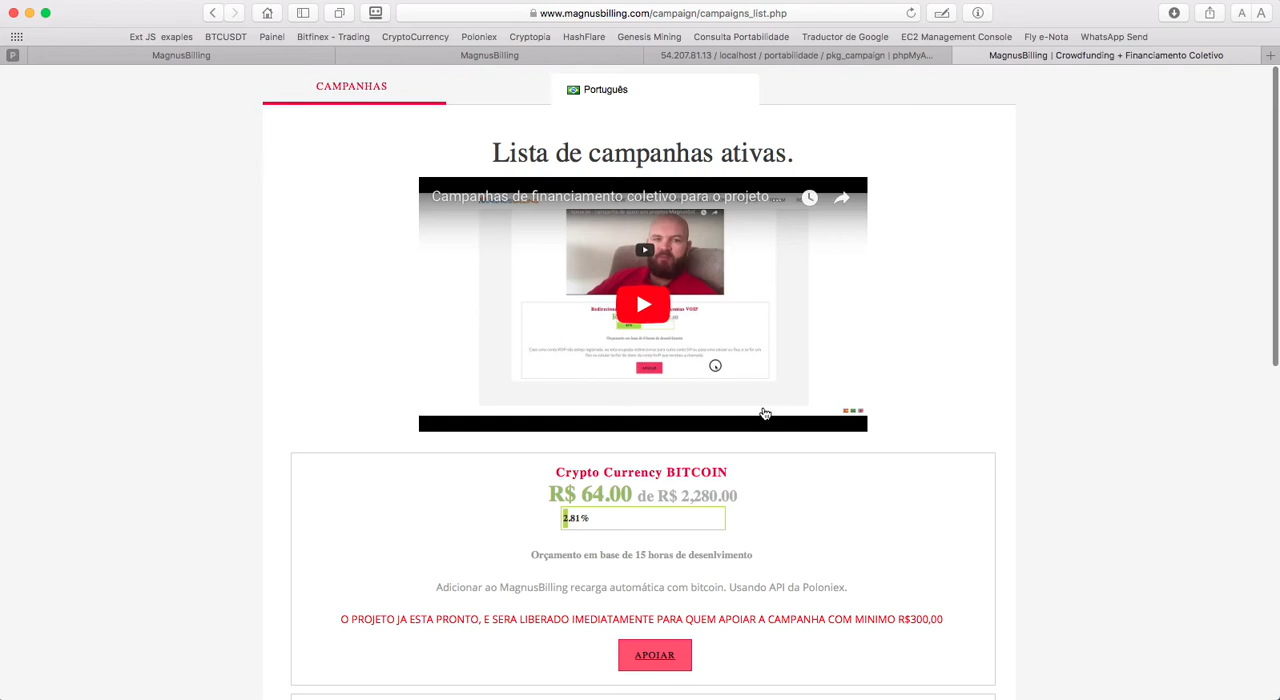 www.magnusbilling.com/campaign/campaigns_list.php
A A
Ext JS exaples BTCUSDT Painel Bitfinex - Trading CryptoCurrency Poloniex Cryptopia HashFlare Genesis Mining Consulta Portabilidade Traductor de Google EC2 Management Console Fly e-Nota WhatsApp Send
P MagnusBilling MagnusBilling 54.207.81.13 / localhost / portabilidade / pkg_campaign | phpMyA... MagnusBilling | Crowdfunding + Financiamento Coletivo
CAMPANHAS
Português
Lista de campanhas ativas.
Campanhas de financiamento coletivo para o projeto ...
Crypto Currency BITCOIN
R$ 64.00 de R$ 2,280.00
2.81%
Orçamento em base de 15 horas de desenlvimento
Adicionar ao MagnusBilling recarga automática com bitcoin. Usando API da Poloniex.
O PROJETO JA ESTA PRONTO, E SERA LIBERADO IMEDIATAMENTE PARA QUEM APOIAR A CAMPANHA COM MINIMO R$300,00
APOIAR